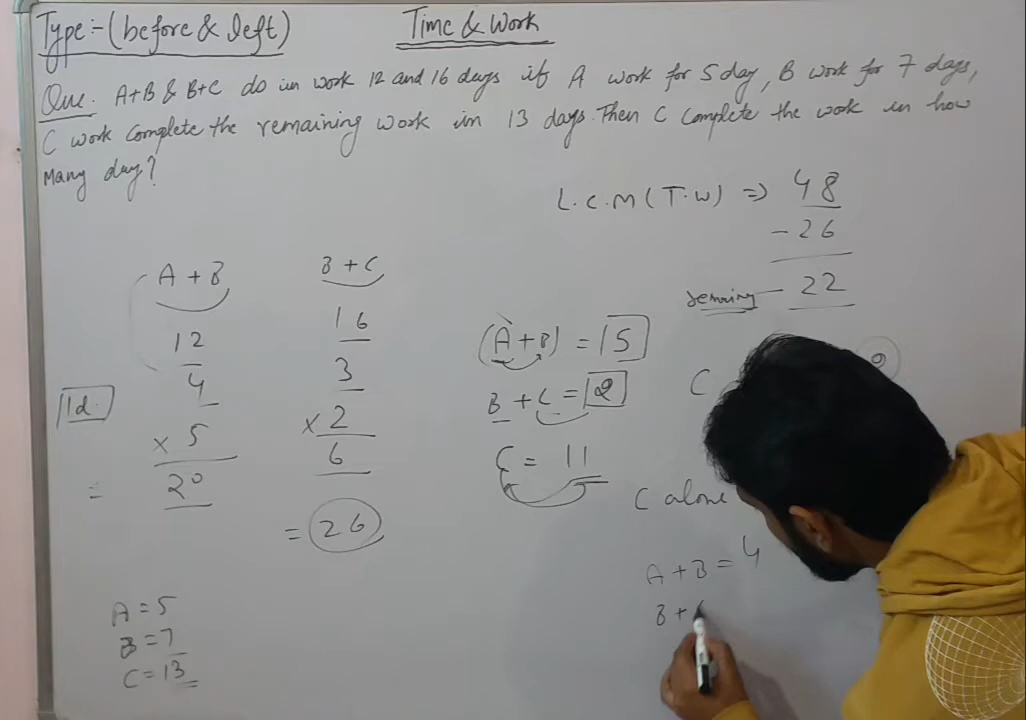 Type:-(before & left)
Time & Work
Que. A+B & B+C do in work 12 and 16 days if A work for 5 day, B work for 7 days,
C work Complete the remaining work in 13 days. Then C Complete the work in how
Many day?
L.C.M (T.W) => 48
- 26
22
A + B
B + C
12
16
4
3
1d.
x 5
x 2
= 20
6
= 26
(A+B) = 5
B + C = 2
C = 11
C
C alone
A+B = 4
B +
A = 5
B = 7
C = 13